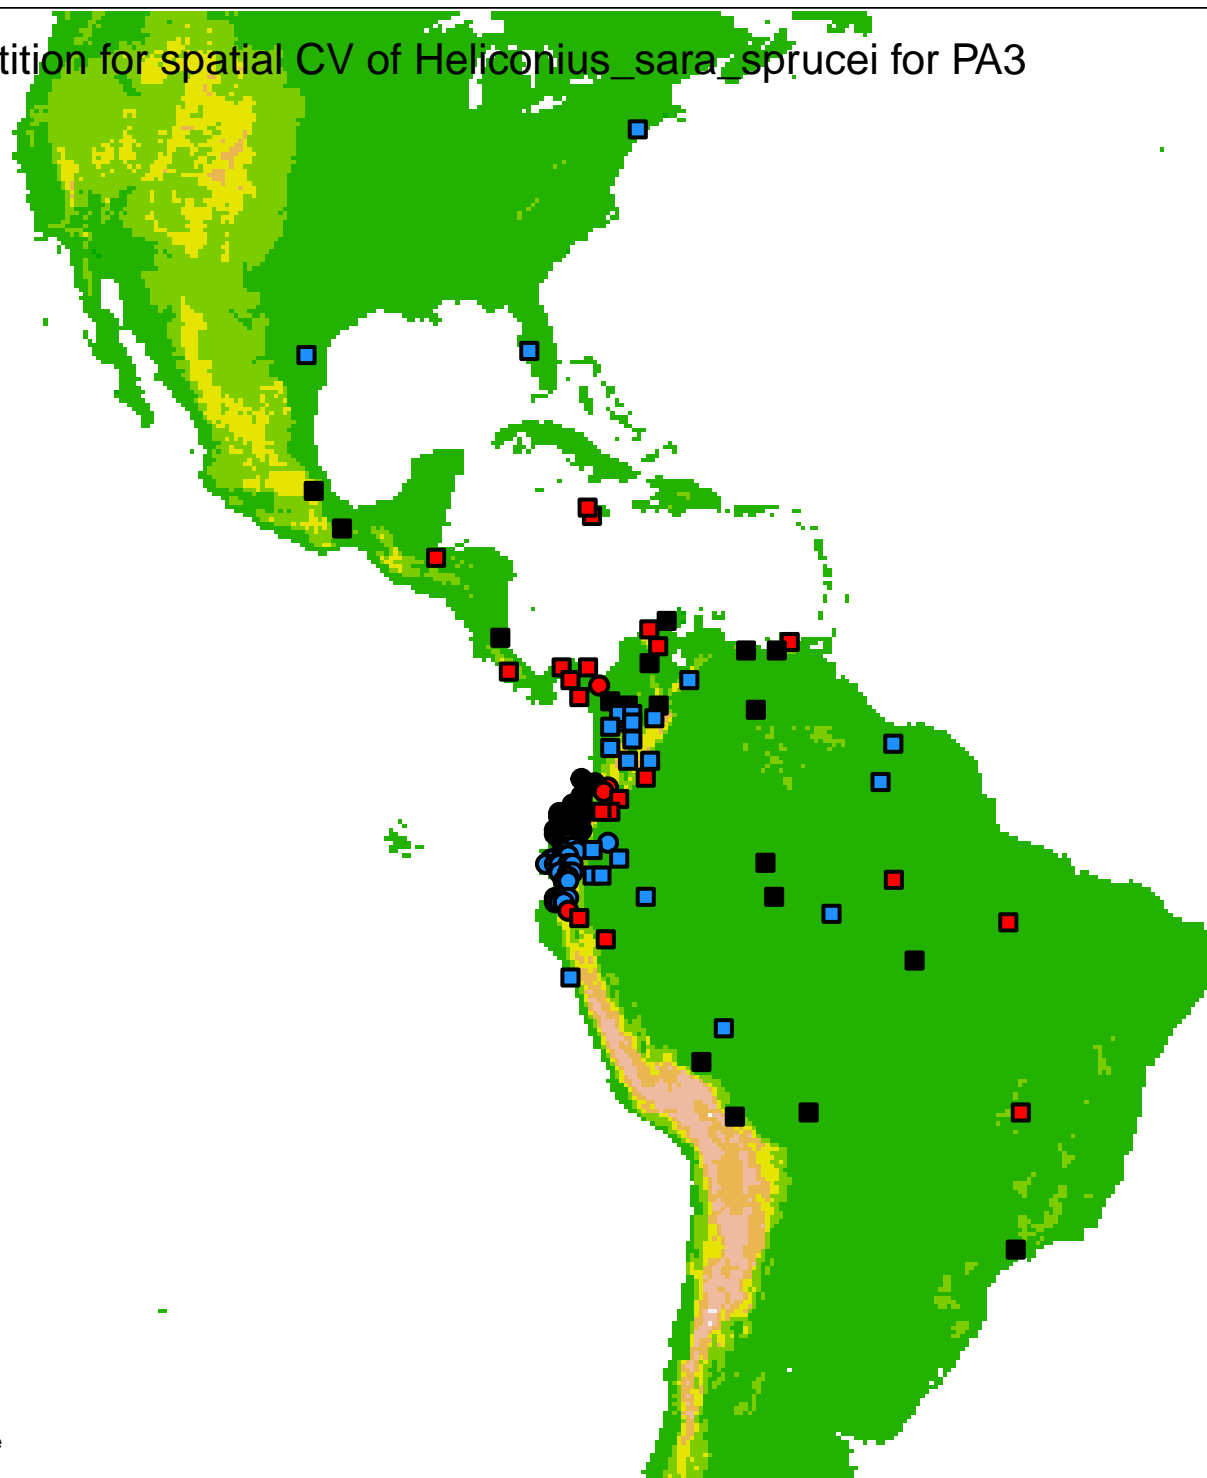 tition for spatial CV of Heliconius_sara_sprucei for PA3